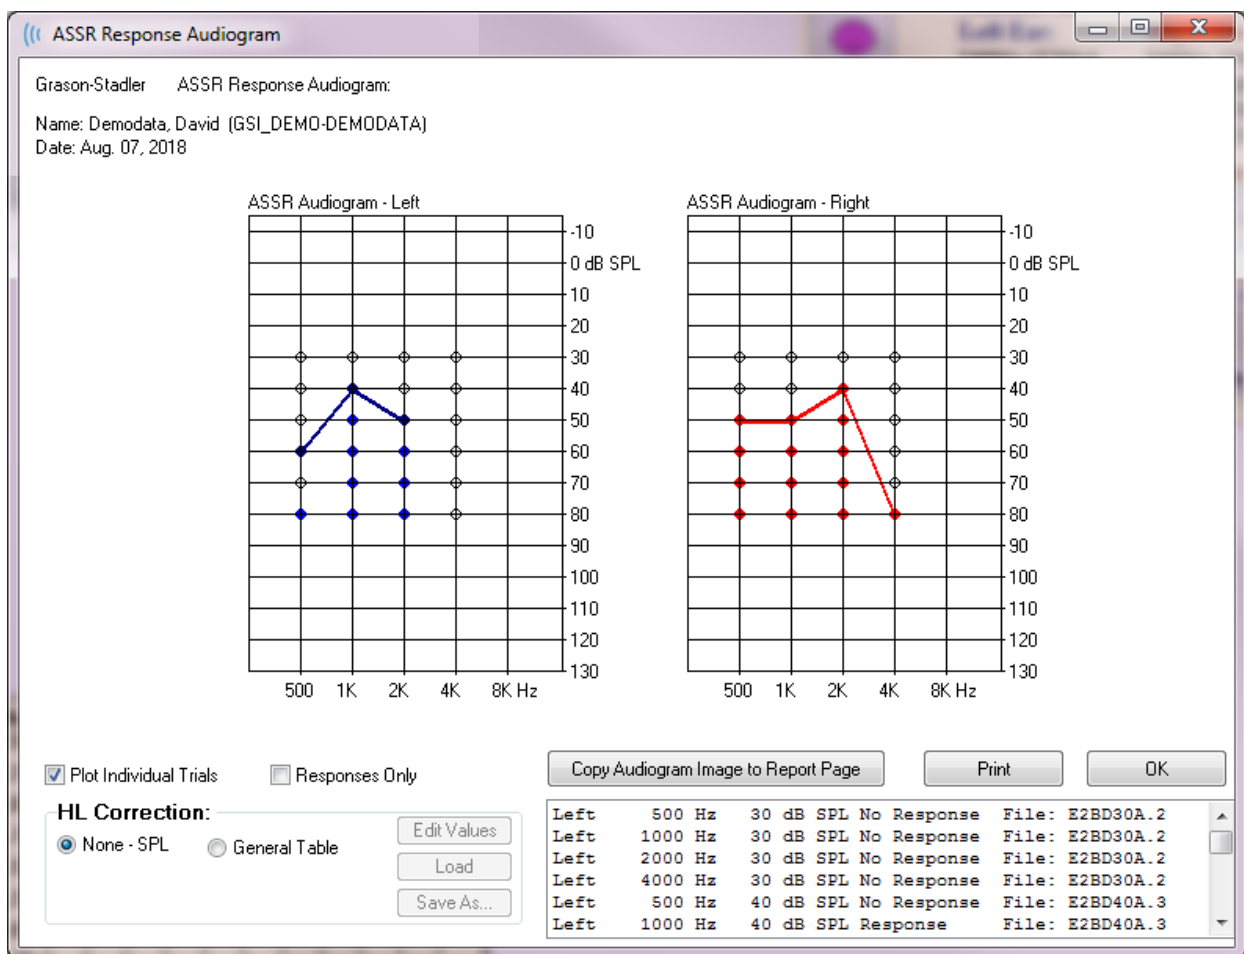 ASSR Response Audiogram
Grason-Stadler ASSR Response Audiogram:
Name: Demodata, David (GSI_DEMO-DEMODATA)
Date: Aug. 07, 2018
ASSR Audiogram - Left
-10
0 dB SPL
10
20
30
40
50
60
70
80
90
100
110
120
130
500 1K 2K 4K 8K Hz
ASSR Audiogram - Right
-10
0 dB SPL
10
20
30
40
50
60
70
80
90
100
110
120
130
500 1K 2K 4K 8K Hz
Plot Individual Trials
Responses Only
Copy Audiogram Image to Report Page
Print
OK
HL Correction:
None - SPL
General Table
Edit Values
Load
Save As...
Left 500 Hz 30 dB SPL No Response File: E2BD30A.2
Left 1000 Hz 30 dB SPL No Response File: E2BD30A.2
Left 2000 Hz 30 dB SPL No Response File: E2BD30A.2
Left 4000 Hz 30 dB SPL No Response File: E2BD30A.2
Left 500 Hz 40 dB SPL No Response File: E2BD40A.3
Left 1000 Hz 40 dB SPL Response File: E2BD40A.3